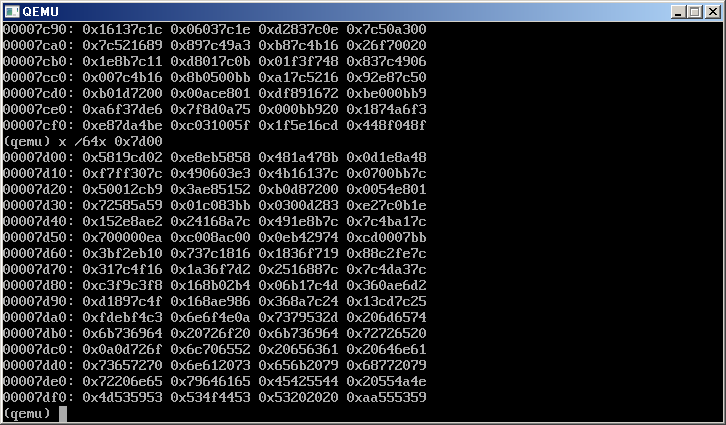 QEMU
00007c90: 0x16137c1c 0x06037c1e 0xd2837c0e 0x7c50a300
00007ca0: 0x7c521689 0x897c49a3 0xb87c4b16 0x26f70020
00007cb0: 0x1e8b7c11 0xd8017c0b 0x01f3f748 0x837c4906
00007cc0: 0x007c4b16 0x8b0500bb 0xa17c5216 0x92e87c50
00007cd0: 0xb01d7200 0x00ace801 0xdf891672 0xbe000bb9
00007ce0: 0xa6f37de6 0x7f8d0a75 0x000bb920 0x1874a6f3
00007cf0: 0xe87da4be 0xc031005f 0x1f5e16cd 0x448f048f
(qemu) x /64x 0x7d00
00007d00: 0x5819cd02 0xe8eb5858 0x481a478b 0x0d1e8a48
00007d10: 0xf7ff307c 0x490603e3 0x4b16137c 0x0700bb7c
00007d20: 0x50012cb9 0x3ae85152 0xb0d87200 0x0054e801
00007d30: 0x72585a59 0x01c083bb 0x0300d283 0xe27c0b1e
00007d40: 0x152e8ae2 0x24168a7c 0x491e8b7c 0x7c4ba17c
00007d50: 0x700000ea 0xc008ac00 0x0eb42974 0xcd0007bb
00007d60: 0x3bf2eb10 0x737c1816 0x1836f719 0x88c2fe7c
00007d70: 0x317c4f16 0x1a36f7d2 0x2516887c 0x7c4da37c
00007d80: 0xc3f9c3f8 0x168b02b4 0x06b17c4d 0x360ae6d2
00007d90: 0xd1897c4f 0x168ae986 0x368a7c24 0x13cd7c25
00007da0: 0xfdebf4c3 0x6e6f4e0a 0x7379532d 0x206d6574
00007db0: 0x6b736964 0x20726f20 0x6b736964 0x72726520
00007dc0: 0x0a0d726f 0x6c706552 0x20656361 0x20646e61
00007dd0: 0x73657270 0x6e612073 0x656b2079 0x68772079
00007de0: 0x72206e65 0x79646165 0x45425544 0x20554a4e
00007df0: 0x4d535953 0x534f4453 0x53202020 0xaa555359
(qemu)